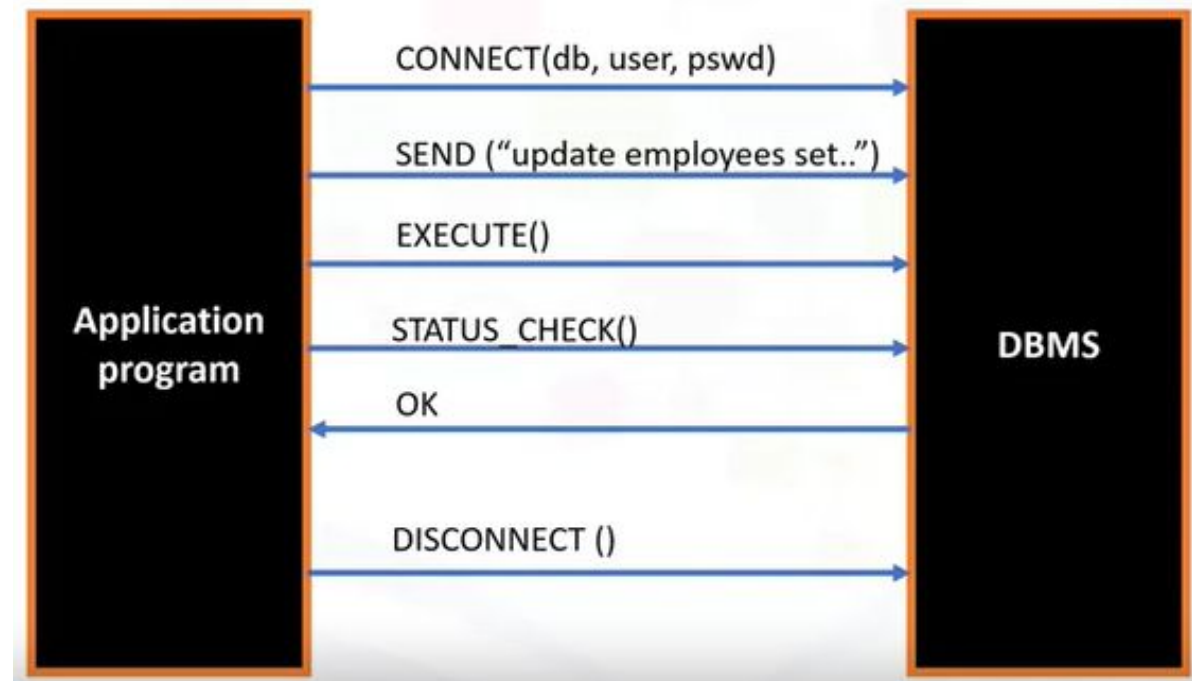 CONNECT(db, user, pswd)
SEND (“update employees set..”)
EXECUTE()
Application
program
STATUS_CHECK()
DBMS
OK
DISCONNECT ()